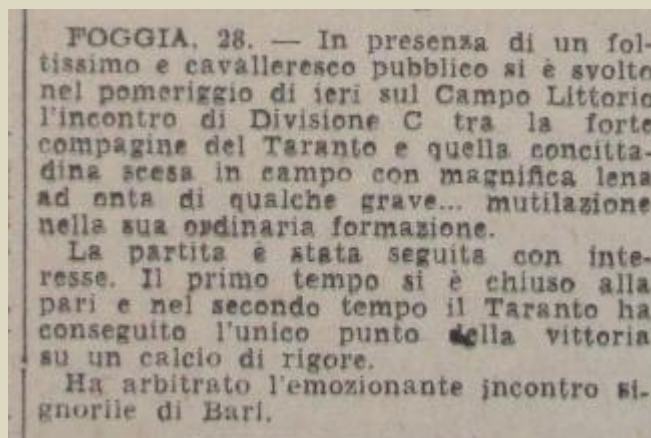 FOGGIA, 28. — In presenza di un fol-
tissimo e cavalleresco pubblico si è svolto
nel pomeriggio di ieri sul Campo Littorio
l'incontro di Divisione C tra la forte
compagine del Taranto e quella concitta-
dina scesa in campo con magnifica lena
ad onta di qualche grave... mutilazione
nella sua ordinaria formazione.
La partita è stata seguita con inte-
resse. Il primo tempo si è chiuso alla
pari e nel secondo tempo il Taranto ha
conseguito l'unico punto della vittoria
su un calcio di rigore.
Ha arbitrato l'emozionante jncontro si-
gnorile di Bari.